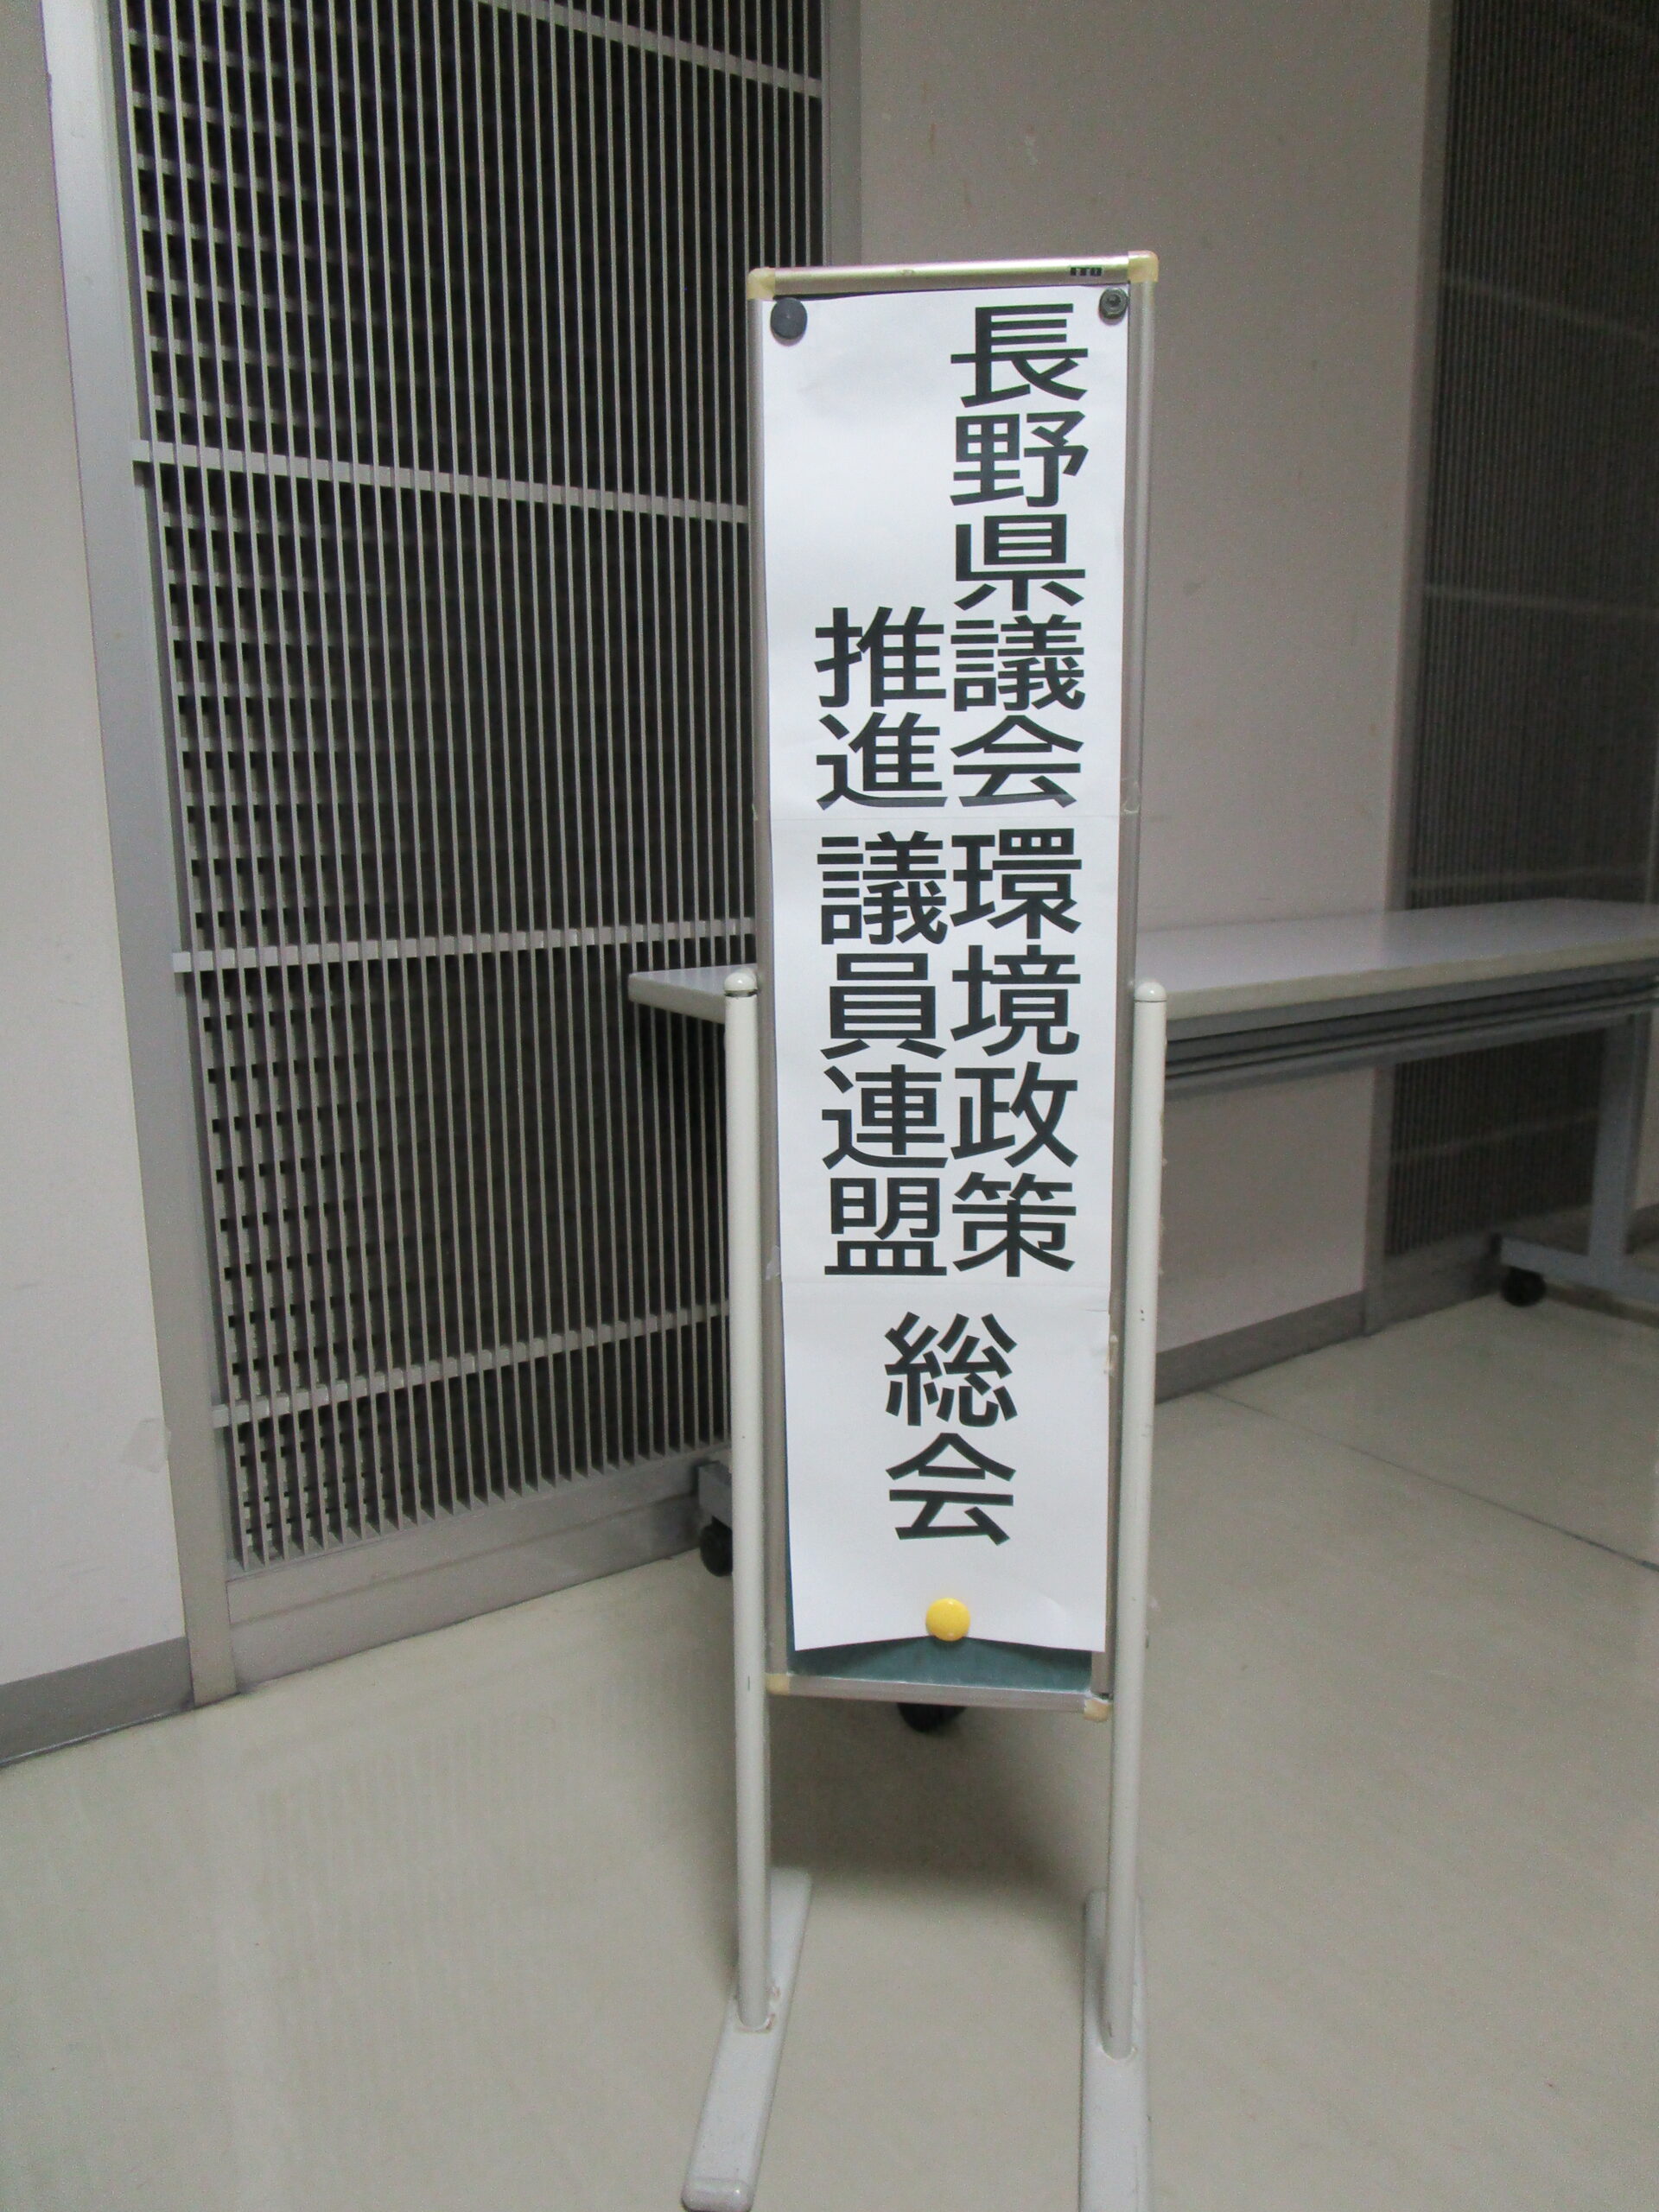 長野県議会環境政策
推進議員連盟
総会